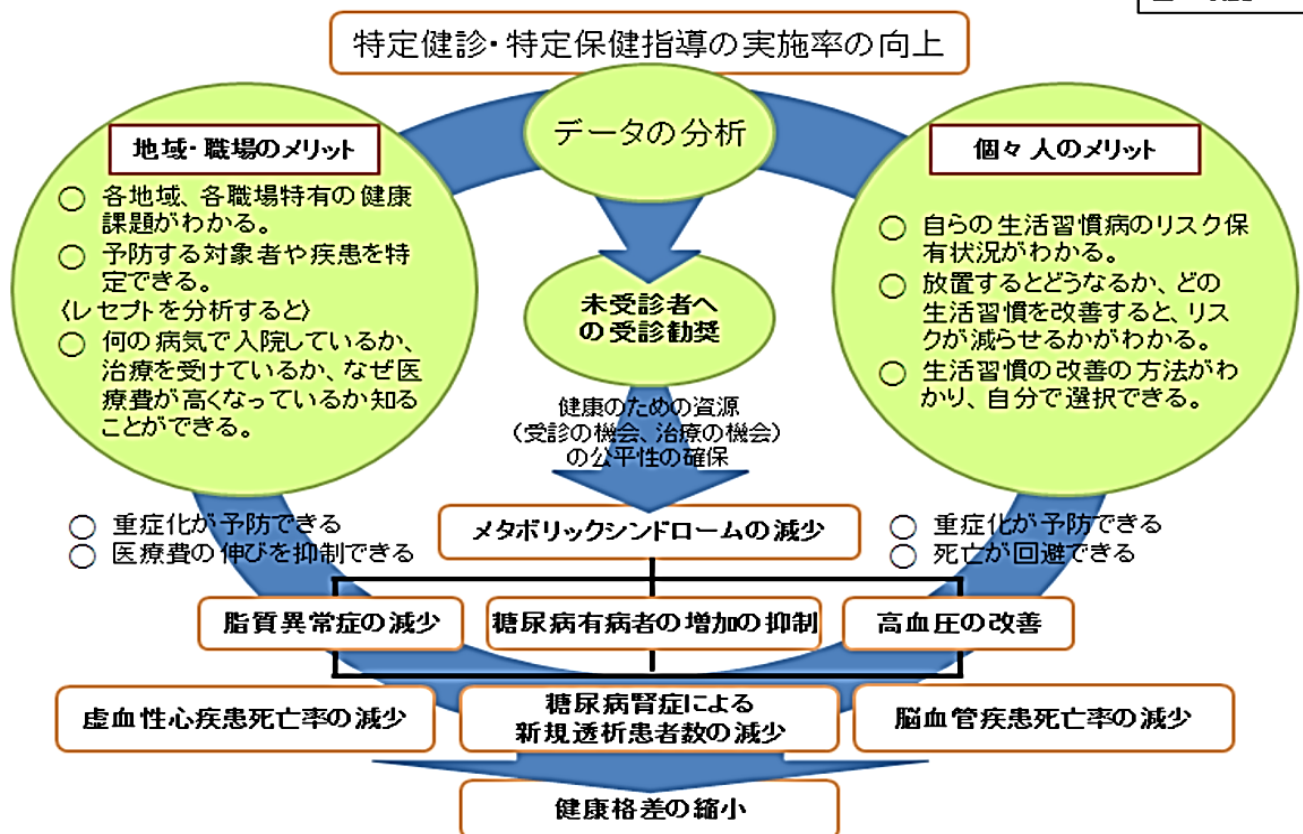 特定健診・特定保健指導の実施率の向上
データの分析
地域・職場のメリット
○ 各地域、各職場特有の健康
課題がわかる。
○ 予防する対象者や疾患を特
定できる。
〈レセプトを分析すると〉
○ 何の病気で入院しているか、
治療を受けているか、なぜ医
療費が高くなっているか知る
ことができる。
○ 重症化が予防できる
○ 医療費の伸びを抑制できる
未受診者へ
の受診勧奨
健康のための資源
(受診の機会、治療の機会)
の公平性の確保
個々人のメリット
○ 自らの生活習慣病のリスク保
有状況がわかる。
○ 放置するとどうなるか、どの
生活習慣を改善すると、リス
クが減らせるかがわかる。
○ 生活習慣の改善の方法がわ
かり、自分で選択できる。
○ 重症化が予防できる
○ 死亡が回避できる
メタボリックシンドロームの減少
脂質異常症の減少
糖尿病有病者の増加の抑制
高血圧の改善
虚血性心疾患死亡率の減少
糖尿病腎症による
新規透析患者数の減少
脳血管疾患死亡率の減少
健康格差の縮小